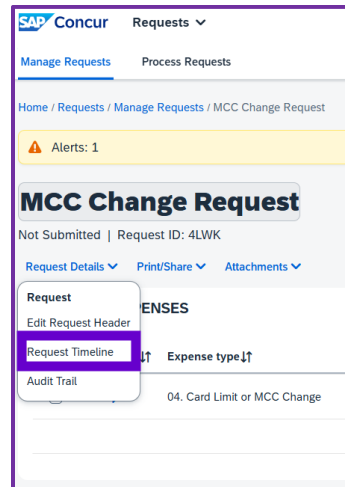 SAP Concur Requests
Manage Requests Process Requests
Home / Requests / Manage Requests / MCC Change Request
Alerts: 1
MCC Change Request
Not Submitted | Request ID: 4LWK
Request Details Print/Share Attachments
Request
Edit Request Header
Request Timeline
Audit Trail
ENSES
Expense type
04. Card Limit or MCC Change